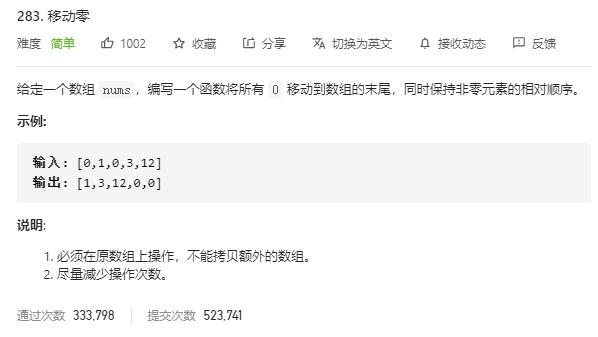 283. 移动零
难度 简单 1002 收藏 分享 切换为英文 接收动态 反馈
给定一个数组 nums，编写一个函数将所有 0 移动到数组的末尾，同时保持非零元素的相对顺序。
示例:
输入: [0,1,0,3,12]
输出: [1,3,12,0,0]
说明:
1. 必须在原数组上操作，不能拷贝额外的数组。
2. 尽量减少操作次数。
通过次数 333,798 提交次数 523,741